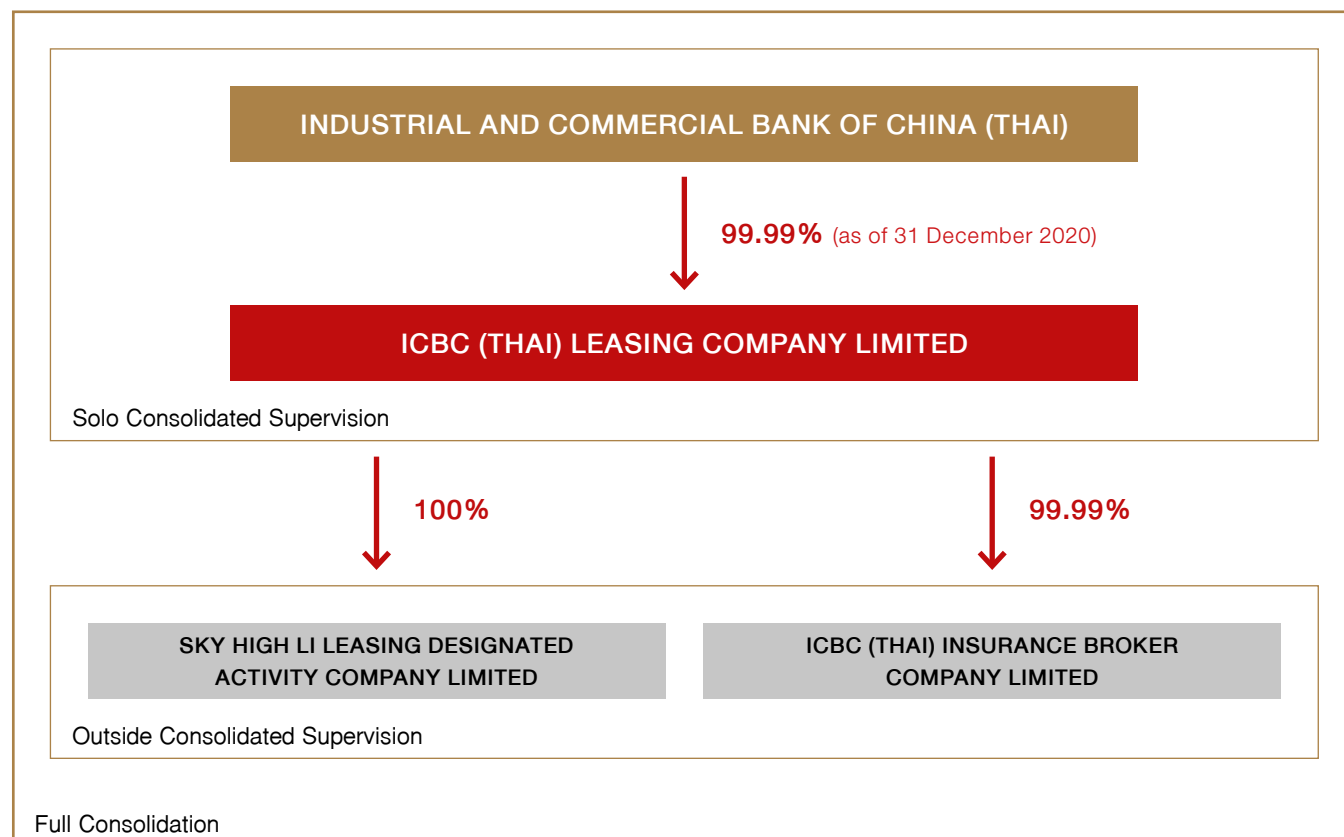 INDUSTRIAL AND COMMERCIAL BANK OF CHINA (THAI)
99.99% (as of 31 December 2020)
ICBC (THAI) LEASING COMPANY LIMITED
Solo Consolidated Supervision
100%
99.99%
SKY HIGH LI LEASING DESIGNATED
ACTIVITY COMPANY LIMITED
ICBC (THAI) INSURANCE BROKER
COMPANY LIMITED
Outside Consolidated Supervision
Full Consolidation